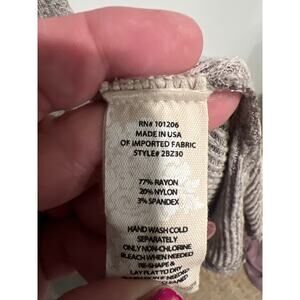 RN# 101206
MADE IN USA
OF IMPORTED FABRIC
STYLE# 2BZ30
77% RAYON
20% NYLON
3% SPANDEX
HAND WASH COLD
SEPARATELY
ONLY NON-CHLORINE
BLEACH WHEN NEEDED
RE-SHAPE &
LAY FLAT TO DRY
CLEANED